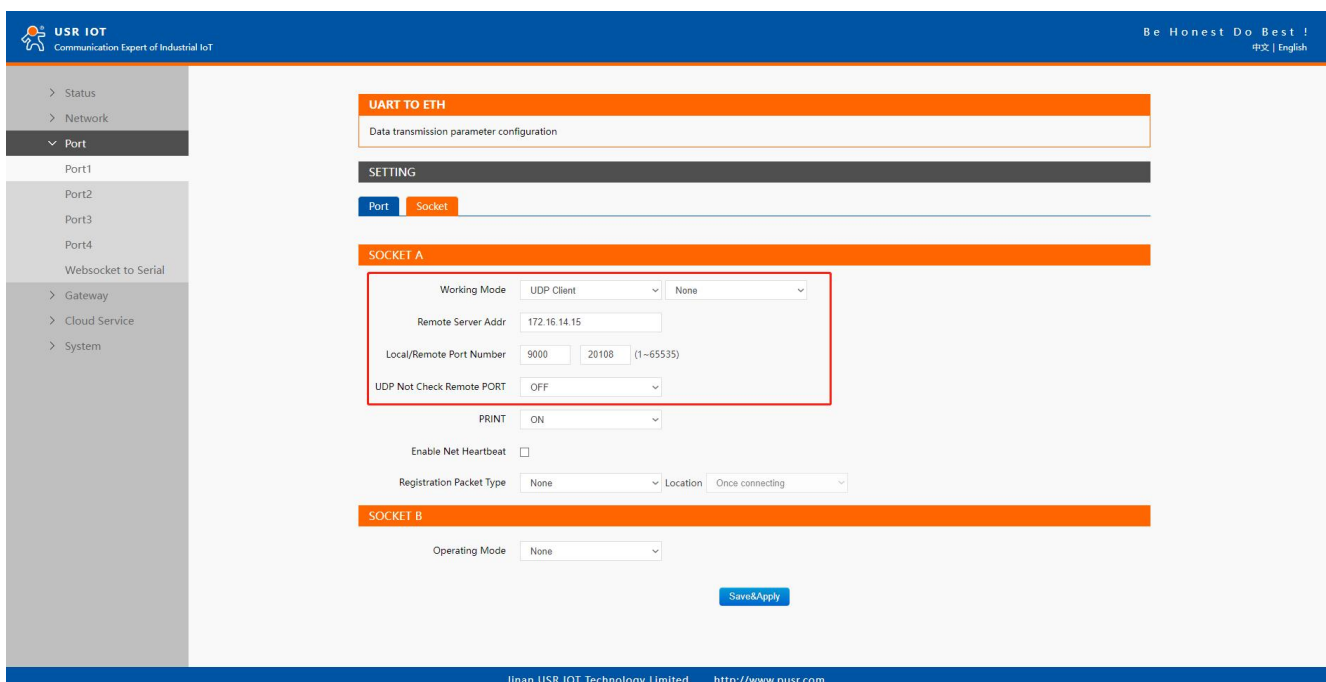 USR IOT
Communication Expert of Industrial IoT
Be Honest Do Best !
中文 | English
Status
Network
Port
Port1
Port2
Port3
Port4
Websocket to Serial
Gateway
Cloud Service
System
UART TO ETH
Data transmission parameter configuration
SETTING
Port Socket
SOCKET A
Working Mode UDP Client None
Remote Server Addr 172.16.14.15
Local/Remote Port Number 9000 20108 (1~65535)
UDP Not Check Remote PORT OFF
PRINT ON
Enable Net Heartbeat
Registration Packet Type None Location Once connecting
SOCKET B
Operating Mode None
Save&Apply
Jinan USR IOT Technology Limited http://www.pusr.com